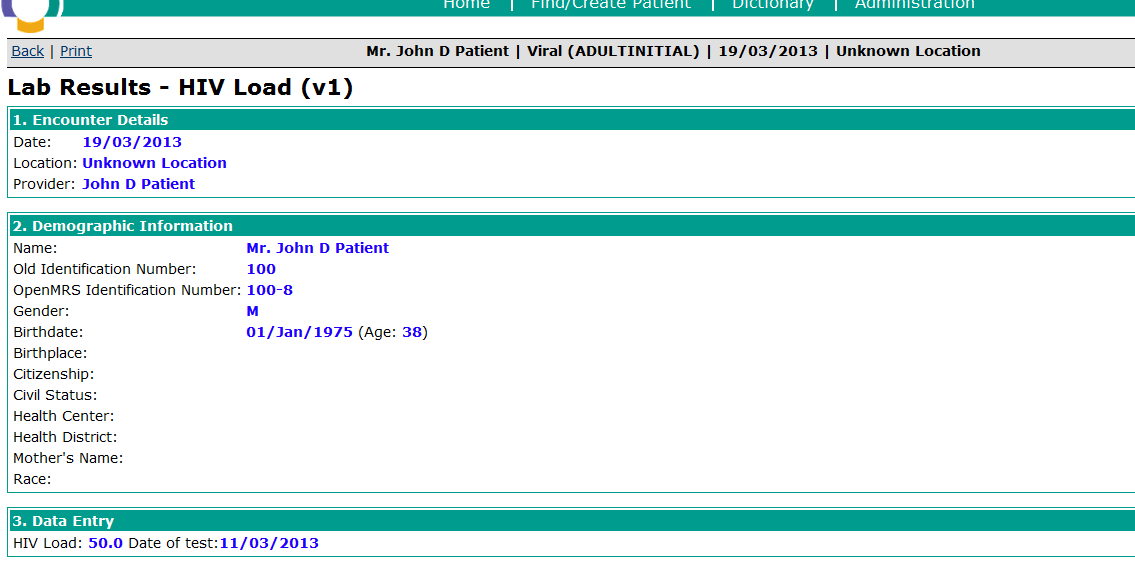 Home | Find/Create Patient | Dictionary | Administration
Back | Print
Mr. John D Patient | Viral (ADULTINITIAL) | 19/03/2013 | Unknown Location
Lab Results - HIV Load (v1)
1. Encounter Details
Date: 19/03/2013
Location: Unknown Location
Provider: John D Patient
2. Demographic Information
Name: Mr. John D Patient
Old Identification Number: 100
OpenMRS Identification Number: 100-8
Gender: M
Birthdate: 01/Jan/1975 (Age: 38)
Birthplace:
Citizenship:
Civil Status:
Health Center:
Health District:
Mother's Name:
Race:
3. Data Entry
HIV Load: 50.0 Date of test:11/03/2013